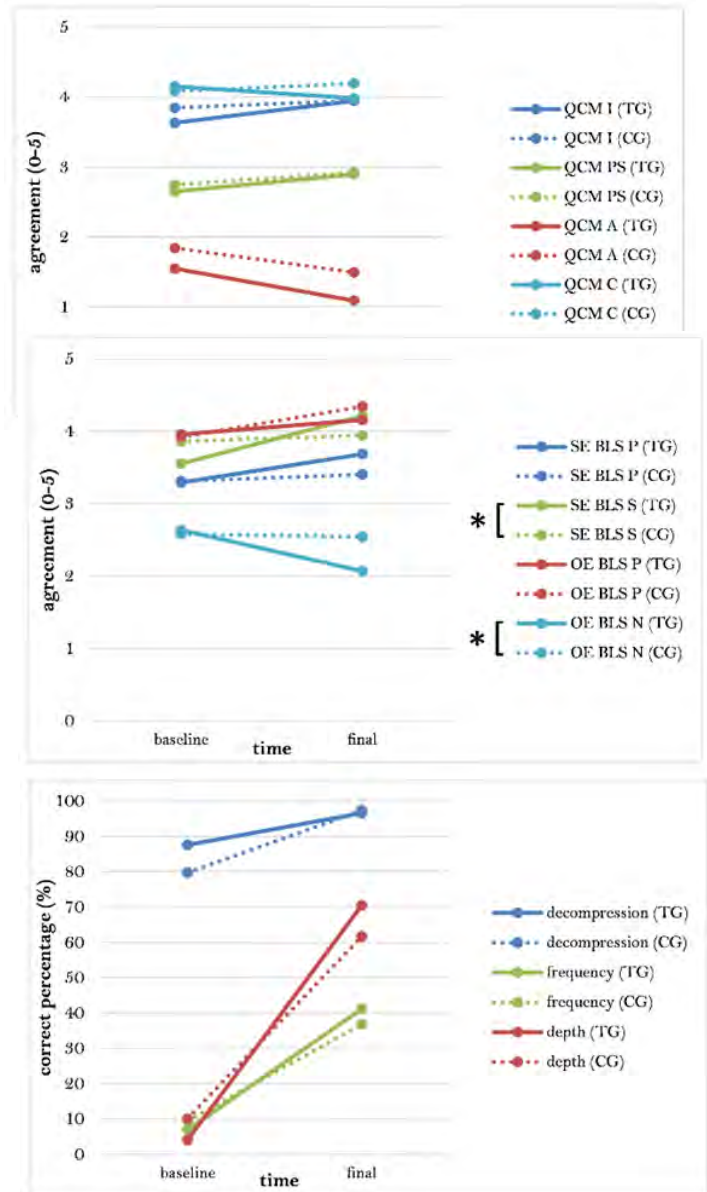 5
4
3
2
1
agreement (0-5)
QCM I (TG)
QCM I (CG)
QCM PS (TG)
QCM PS (CG)
QCM A (TG)
QCM A (CG)
QCM C (TG)
QCM C (CG)
5
4
3
2
1
0
agreement (0-5)
baseline
time
final
SE BLS P (TG)
SE BLS P (CG)
* [
SE BLS S (TG)
SE BLS S (CG)
OE BLS P (TG)
OE BLS P (CG)
* [
OE BLS N (TG)
OE BLS N (CG)
100
90
80
70
60
50
40
30
20
10
0
correct percentage (%)
baseline
time
final
decompression (TG)
decompression (CG)
frequency (TG)
frequency (CG)
depth (TG)
depth (CG)